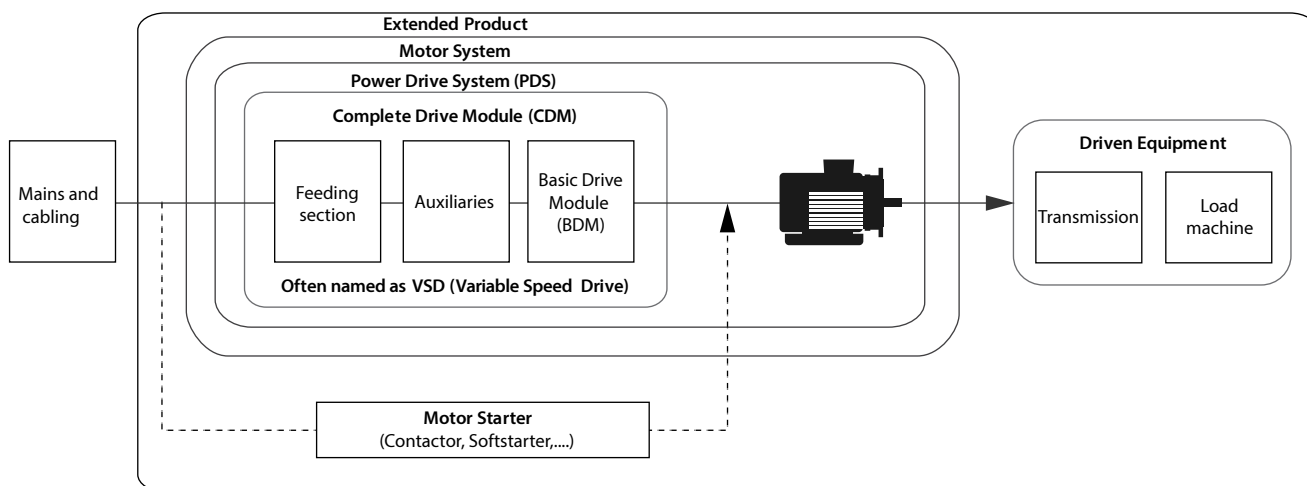 Extended Product
Motor System
Power Drive System (PDS)
Complete Drive Module (CDM)
Mains and
cabling
Feeding
section
Auxiliaries
Basic Drive
Module
(BDM)
Often named as VSD (Variable Speed Drive)
Driven Equipment
Transmission
Load
machine
Motor Starter
(Contactor, Softstarter,....)